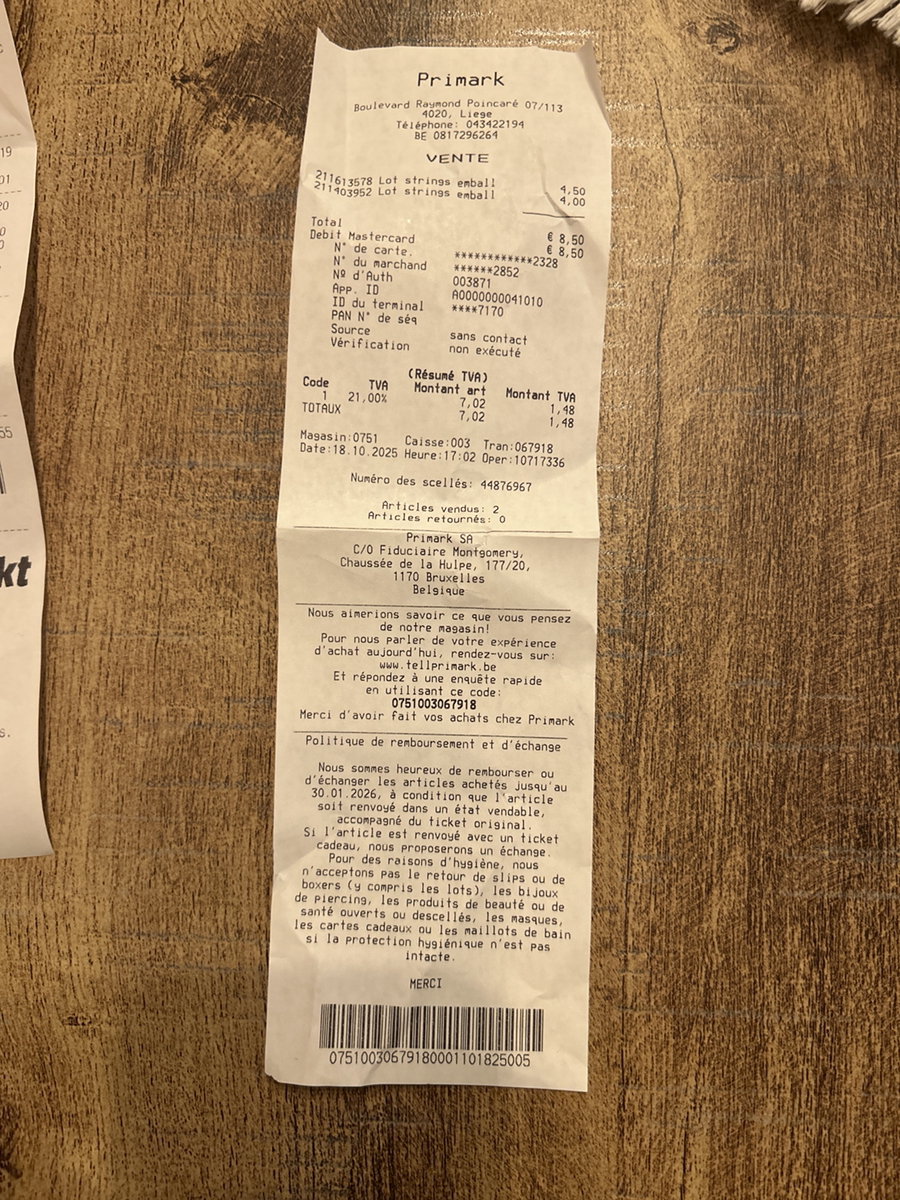 Primark
Boulevard Raymond Poincaré 07/113
4020, Liege
Téléphone: 043422194
BE 0817296264
VENTE
211613578 Lot strings emball 4,50
211403952 Lot strings emball 4,00
Total € 8,50
Debit Mastercard € 8,50
N° de carte. ************2328
N° du marchand ******2852
Nº d'Auth 003871
App. ID A0000000041010
ID du terminal ****7170
PAN N° de séq
Source sans contact
Vérification non exécuté
(Résumé TVA)
Code TVA Montant art Montant TVA
1 21,00% 7,02 1,48
TOTAUX 7,02 1,48
Magasin:0751 Caisse:003 Tran:067918
Date:18.10.2025 Heure:17:02 Oper:10717336
Numéro des scellés: 44876967
Articles vendus: 2
Articles retournés: 0
Primark SA
C/O Fiduciaire Montgomery,
Chaussée de la Hulpe, 177/20,
1170 Bruxelles
Belgique
Nous aimerions savoir ce que vous pensez
de notre magasin!
Pour nous parler de votre expérience
d'achat aujourd'hui, rendez-vous sur:
www.tellprimark.be
Et répondez à une enquête rapide
en utilisant ce code:
0751003067918
Merci d'avoir fait vos achats chez Primark
Politique de remboursement et d'échange
Nous sommes heureux de rembourser ou
d'échanger les articles achetés jusqu'au
30.01.2026, à condition que l'article
soit renvoyé dans un état vendable,
accompagné du ticket original.
Si l'article est renvoyé avec un ticket
cadeau, nous proposerons un échange.
Pour des raisons d'hygiène, nous
n'acceptons pas le retour de slips ou de
boxers (y compris les lots), les bijoux
de piercing, les produits de beauté ou de
santé ouverts ou descellés, les masques,
les cartes cadeaux ou les maillots de bain
si la protection hygiénique n'est pas
intacte.
MERCI
07510030679180001101825005
19
01
20
55
kt
s.